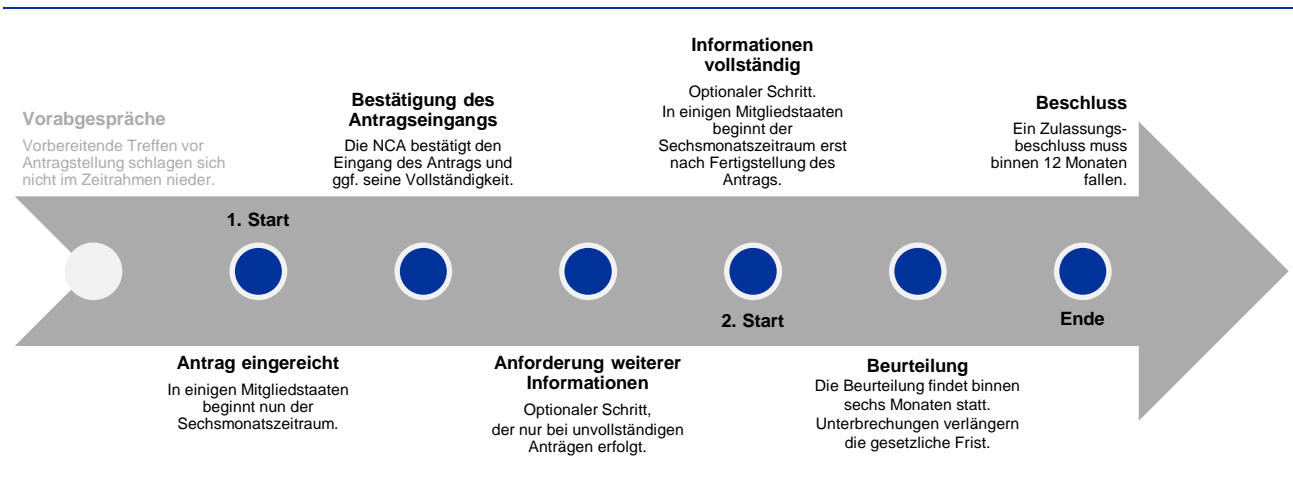 Vorabgespräche
Vorbereitende Treffen vor
Antragstellung schlagen sich
nicht im Zeitrahmen nieder.
1. Start
Antrag eingereicht
In einigen Mitgliedstaaten
beginnt nun der
Sechsmonatszeitraum.
Bestätigung des
Antragseingangs
Die NCA bestätigt den
Eingang des Antrags und
ggf. seine Vollständigkeit.
Anforderung weiterer
Informationen
Optionaler Schritt,
der nur bei unvollständigen
Anträgen erfolgt.
Informationen
vollständig
Optionaler Schritt.
In einigen Mitgliedstaaten
beginnt der
Sechsmonatszeitraum erst
nach Fertigstellung des
Antrags.
2. Start
Beurteilung
Die Beurteilung findet binnen
sechs Monaten statt.
Unterbrechungen verlängern
die gesetzliche Frist.
Beschluss
Ein Zulassungs-
beschluss muss
binnen 12 Monaten
fallen.
Ende